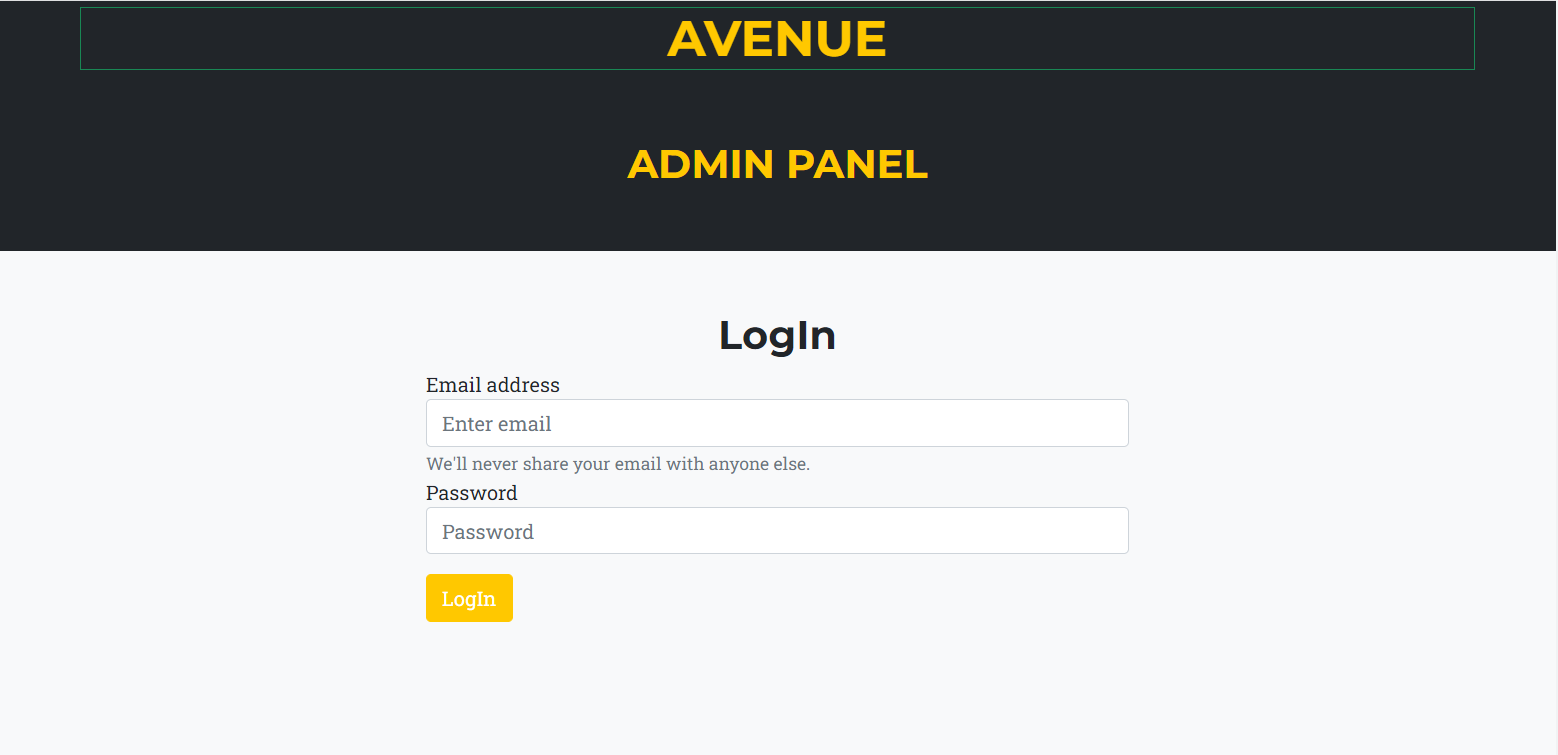 AVENUE
ADMIN PANEL
LogIn
Email address
Enter email
We'll never share your email with anyone else.
Password
Password
LogIn